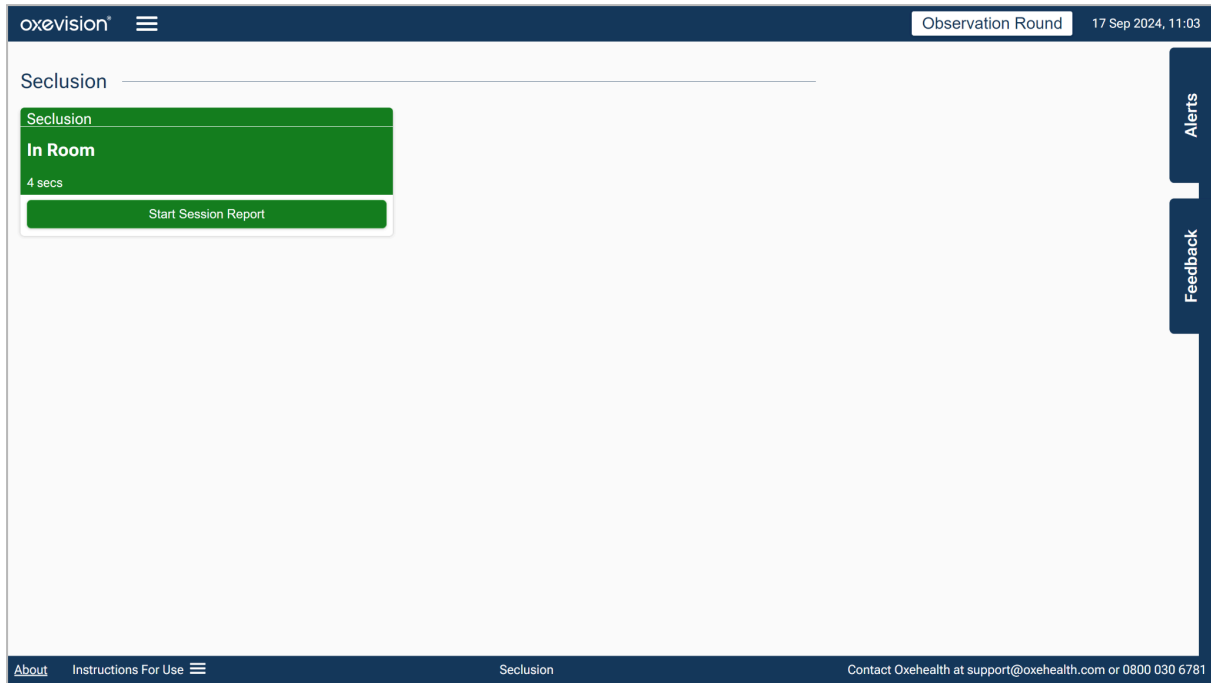 oxevision®
Observation Round
17 Sep 2024, 11:03
Seclusion
Seclusion
In Room
4 secs
Start Session Report
Alerts
Feedback
About
Instructions For Use
Seclusion
Contact Oxehealth at support@oxehealth.com or 0800 030 6781